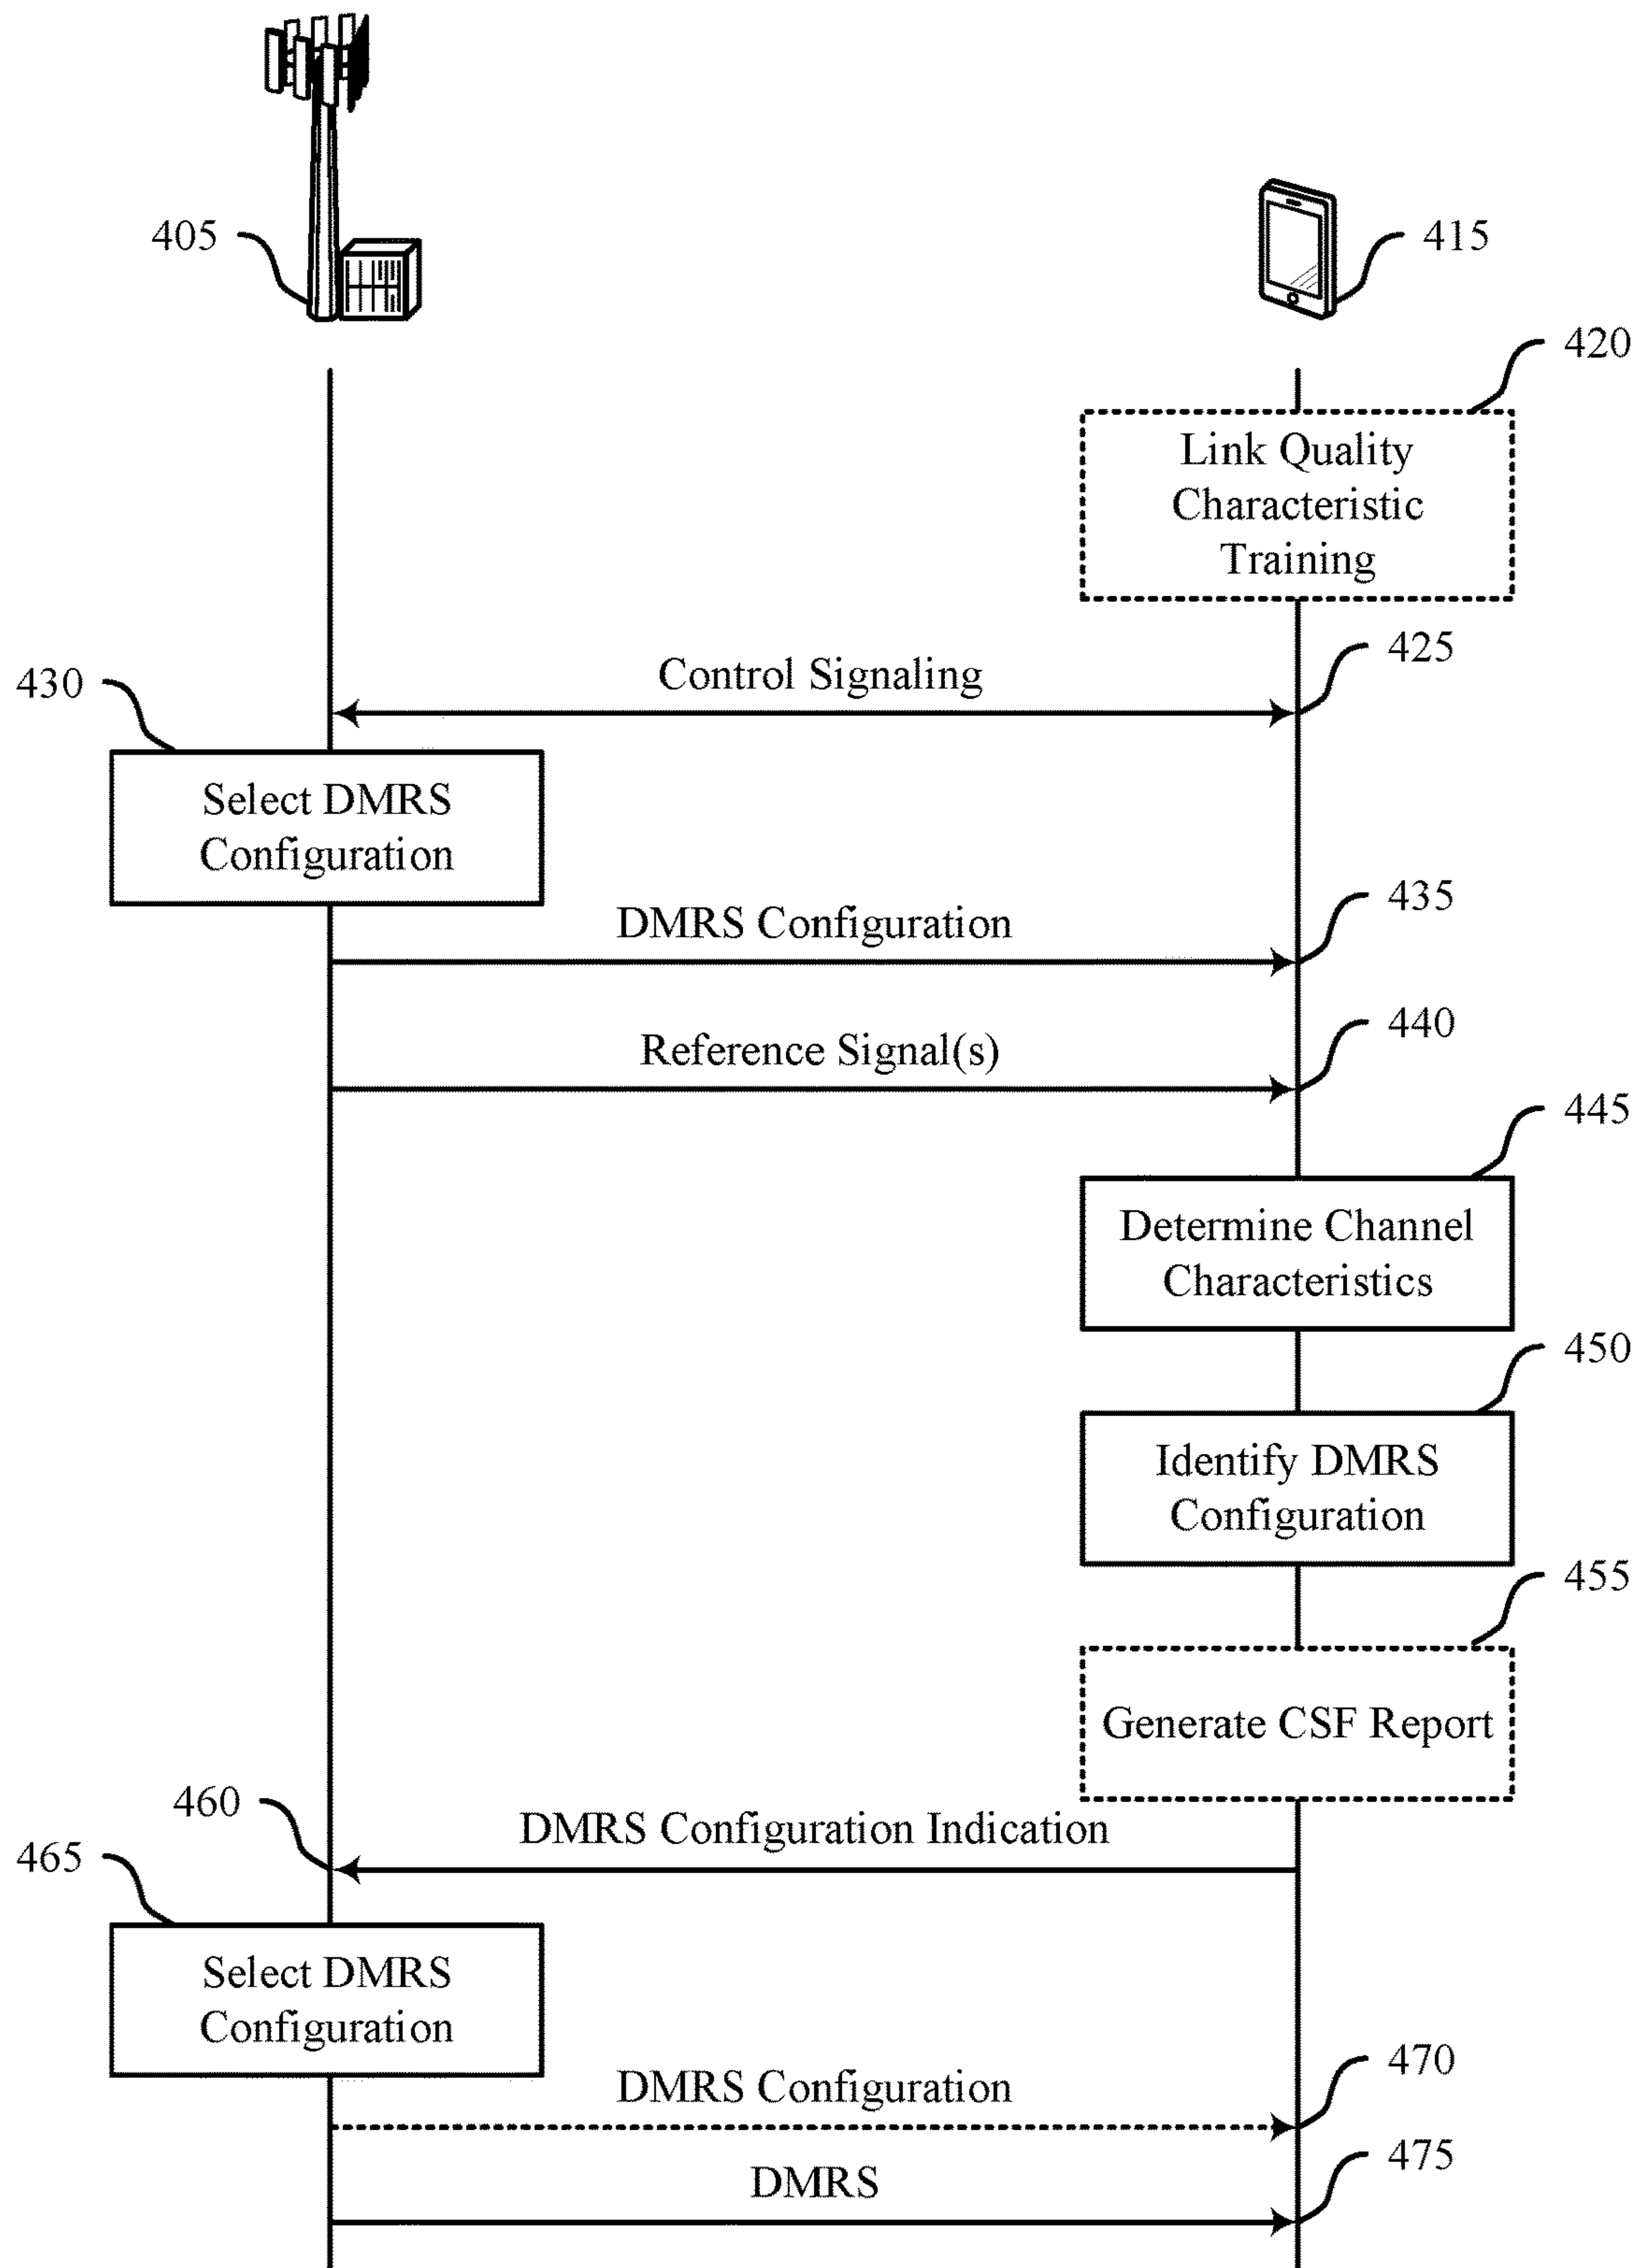 405
415
420
Link Quality
Characteristic
Training
425
Control Signaling
430
Select DMRS
Configuration
435
DMRS Configuration
440
Reference Signal(s)
445
Determine Channel
Characteristics
450
Identify DMRS
Configuration
455
Generate CSF Report
460
DMRS Configuration Indication
465
Select DMRS
Configuration
470
DMRS Configuration
475
DMRS